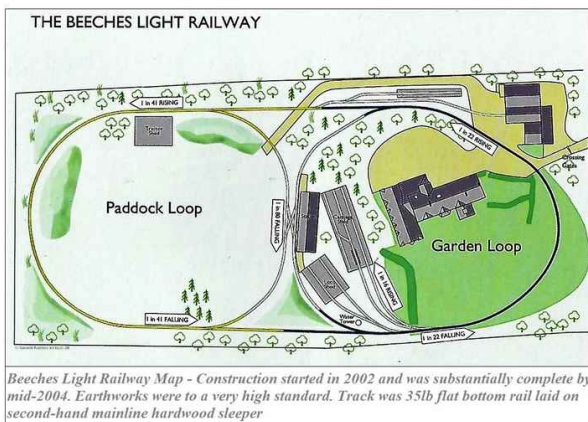 THE BEECHES LIGHT RAILWAY
1 in 41 RISING
1 in 22 RISING
Crossing
Gates
Paddock Loop
1 in 80 FALLING
Garden Loop
1 in 16 RISING
Water
Tower
1 in 41 FALLING
1 in 22 FALLING
Beeches Light Railway Map - Construction started in 2002 and was substantially complete by
mid-2004. Earthworks were to a very high standard. Track was 35lb flat bottom rail laid on
second-hand mainline hardwood sleeper